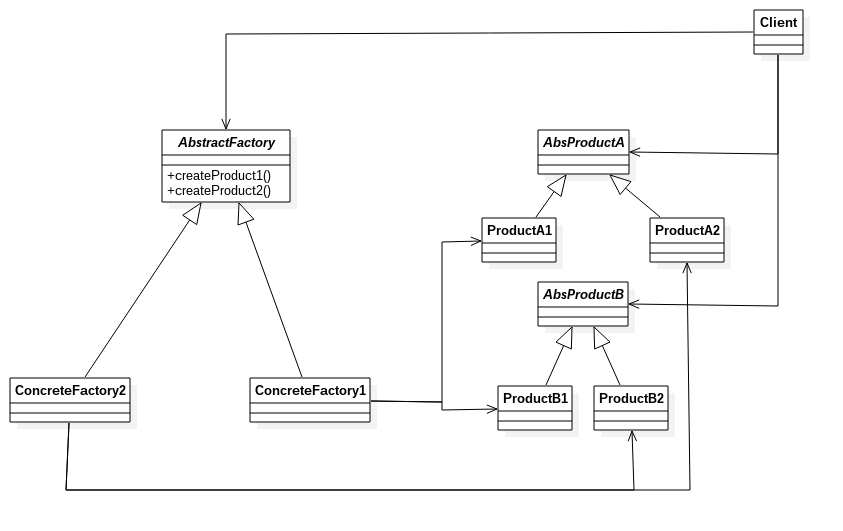 Client
AbstractFactory
+createProduct1()
+createProduct2()
AbsProductA
ProductA1
ProductA2
AbsProductB
ConcreteFactory2
ConcreteFactory1
ProductB1
ProductB2